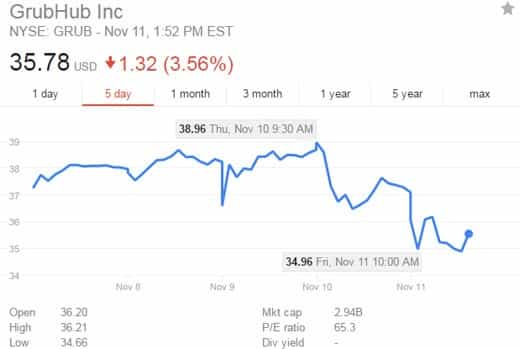 GrubHub Inc
NYSE: GRUB - Nov 11, 1:52 PM EST
35.78 USD 1.32 (3.56%)
1 day 5 day 1 month 3 month 1 year 5 year max
38.96 Thu, Nov 10 9:30 AM
39
38
37
36
35
34
34.96 Fri, Nov 11 10:00 AM
Nov 8 Nov 9 Nov 10 Nov 11
Open 36.20 Mkt cap 2.94B
High 36.21 P/E ratio 65.3
Low 34.66 Div yield -